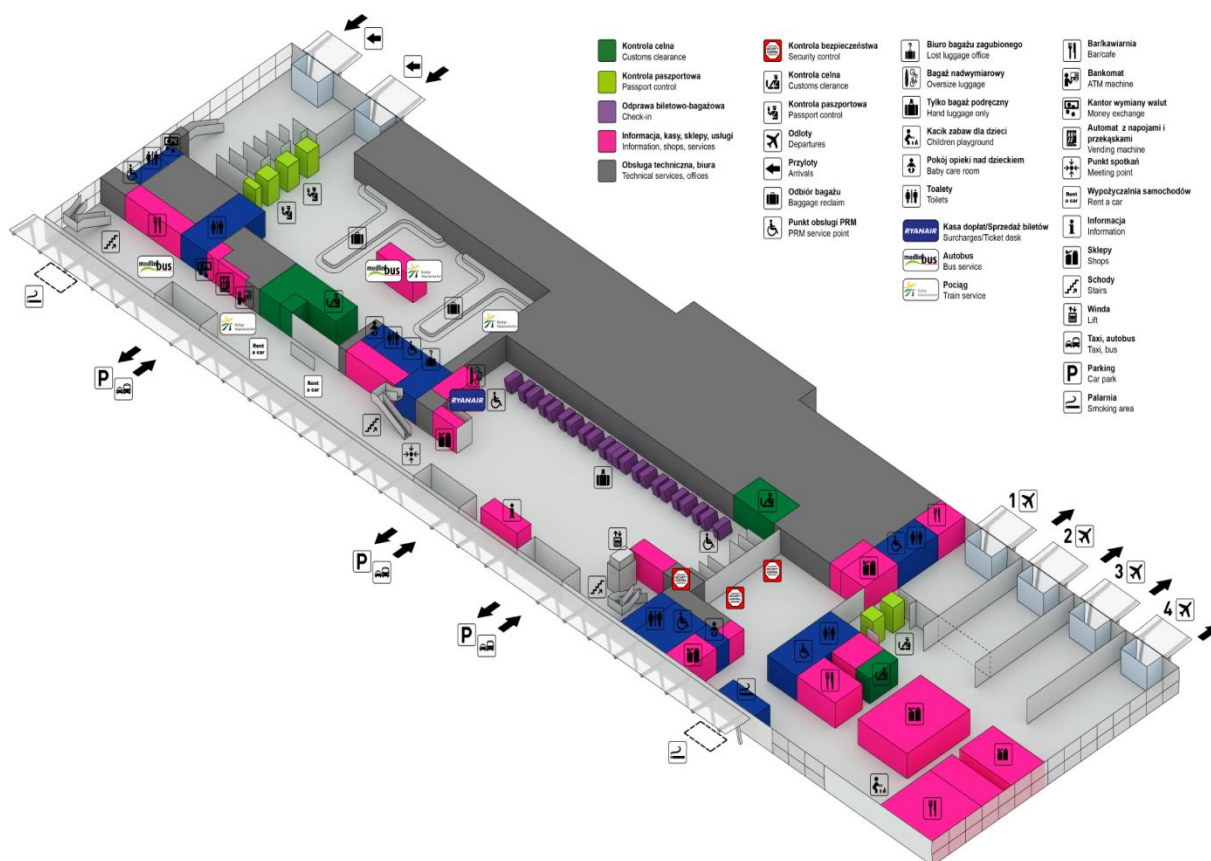 Kontrola celna
Customs clearance
Kontrola paszportowa
Passport control
Odprawa biletowo-bagażowa
Check-in
Informacja, kasy, sklepy, usługi
Information, shops, services
Obsługa techniczna, biura
Technical services, offices
Kontrola bezpieczeństwa
Security control
Kontrola celna
Customs clerance
Kontrola paszportowa
Passport control
Odloty
Departures
Przyloty
Arrivals
Odbiór bagażu
Baggage reclaim
Punkt obsługi PRM
PRM service point
Biuro bagażu zagubionego
Lost luggage office
Bagaż nadwymiarowy
Oversize luggage
Tylko bagaż podręczny
Hand luggage only
Kacik zabaw dla dzieci
Children playground
Pokój opieki nad dzieckiem
Baby care room
Toalety
Toilets
RYANAIR
Kasa dopłat/Sprzedaż biletów
Surcharges/Ticket desk
modlinbus
Autobus
Bus service
Pociąg
Train service
Bar/kawiarnia
Bar/cafe
Bankomat
ATM machine
Kantor wymiany walut
Money exchange
Automat z napojami i
przekąskami
Vending machine
Punkt spotkań
Meeting point
Rent
a car
Wypożyczalnia samochodów
Rent a car
Informacja
Information
Sklepy
Shops
Schody
Stairs
Winda
Lift
Taxi, autobus
Taxi, bus
P
Parking
Car park
Palarnia
Smoking area
modlinbus
modlinbus
Rent
a car
Rent
a car
RYANAIR
P
P
P
1
2
3
4